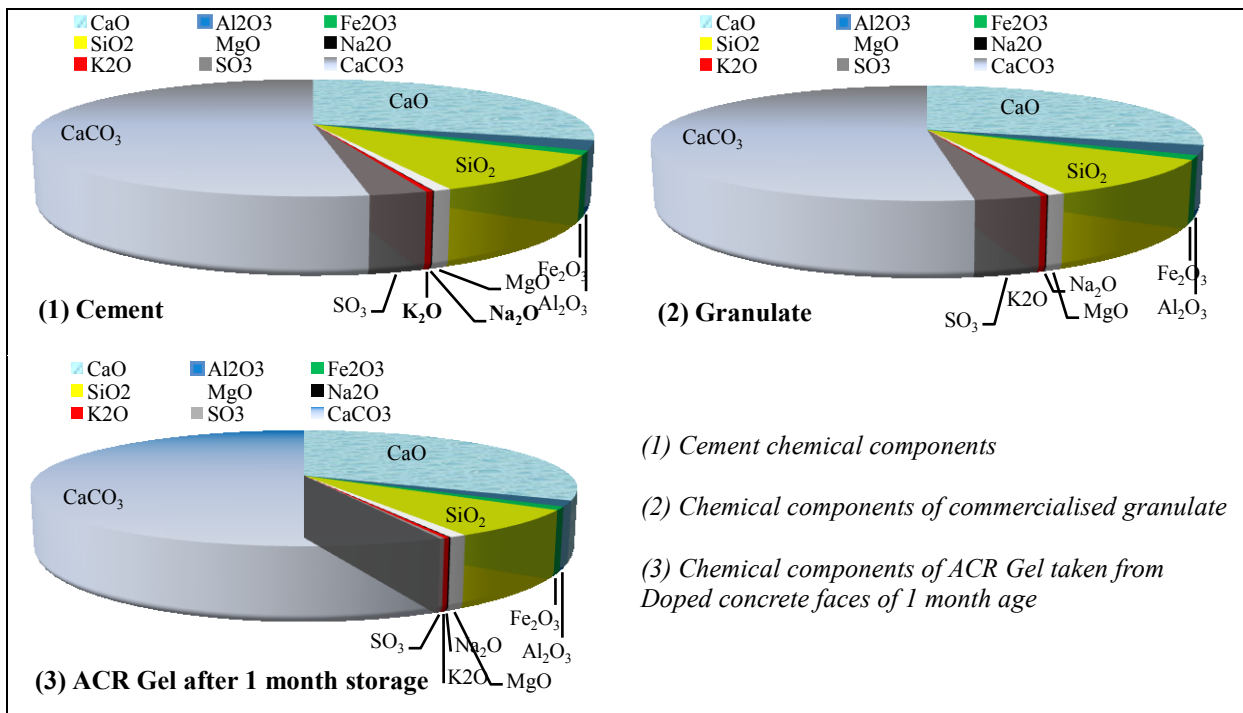 CaO Al2O3 Fe2O3
SiO2 MgO Na2O
K2O SO3 CaCO3
CaO
CaCO₃
SiO₂
MgO
Fe₂O₃
SO₃
K₂O
Na₂O
Al₂O₃
(1) Cement
CaO Al2O3 Fe2O3
SiO2 MgO Na2O
K2O SO3 CaCO3
CaO
CaCO₃
SiO₂
Fe₂O₃
Na₂O
K2O
SO₃
MgO
Al₂O₃
(2) Granulate
CaO Al2O3 Fe2O3
SiO2 MgO Na2O
K2O SO3 CaCO3
CaO
CaCO₃
SiO₂
Fe₂O₃
SO₃
Na₂O
Al₂O₃
K2O
MgO
(3) ACR Gel after 1 month storage
(1) Cement chemical components
(2) Chemical components of commercialised granulate
(3) Chemical components of ACR Gel taken from
Doped concrete faces of 1 month age